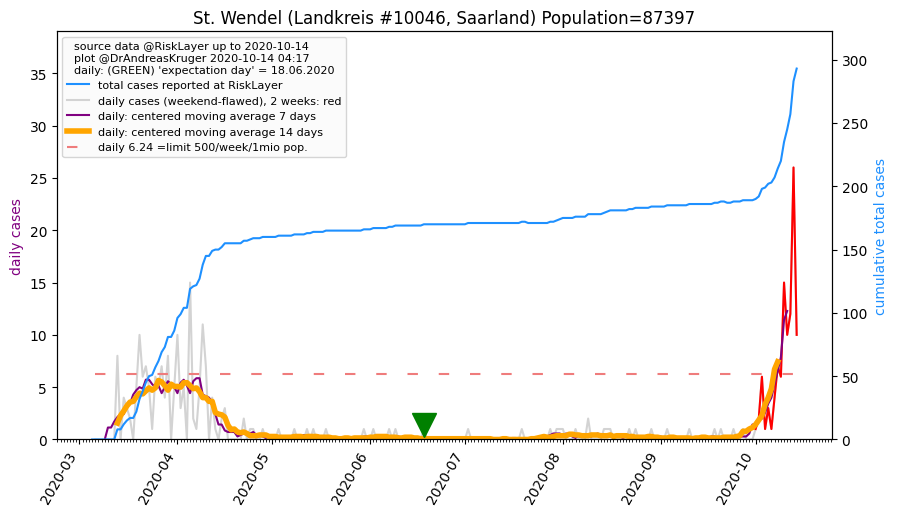 St. Wendel (Landkreis #10046, Saarland) Population=87397
source data @RiskLayer up to 2020-10-14
plot @DrAndreasKruger 2020-10-14 04:17
daily: (GREEN) 'expectation day' = 18.06.2020
total cases reported at RiskLayer
daily cases (weekend-flawed), 2 weeks: red
daily: centered moving average 7 days
daily: centered moving average 14 days
daily 6.24 =limit 500/week/1mio pop.
daily cases
35
30
25
20
15
10
5
0
cumulative total cases
300
250
200
150
100
50
0
2020-03
2020-04
2020-05
2020-06
2020-07
2020-08
2020-09
2020-10